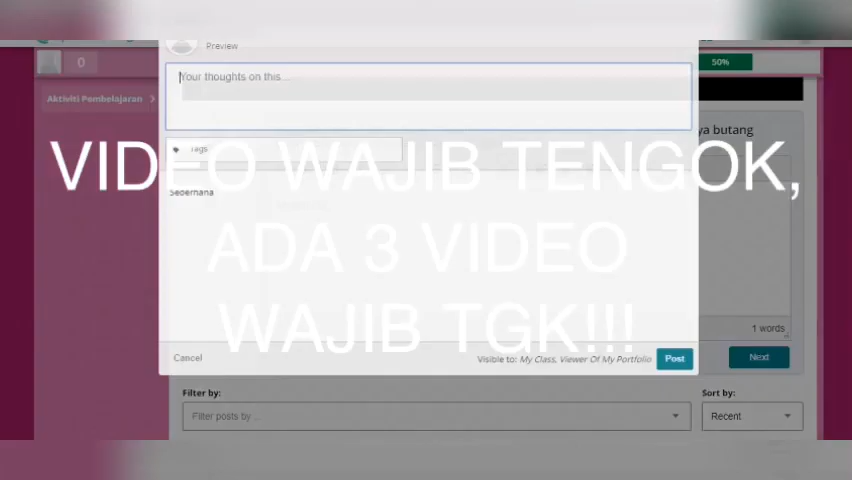 Preview
0
50%
Your thoughts on this...
Aktiviti Pembelajaran
ya butang
Tags
VIDEO WAJIB TENGOK,
Sederhana
ADA 3 VIDEO
WAJIB TGK!!!
1 words
Cancel
Visible to: My Class, Viewer Of My Portfolio
Post
Next
Filter by:
Sort by:
Filter posts by ...
Recent